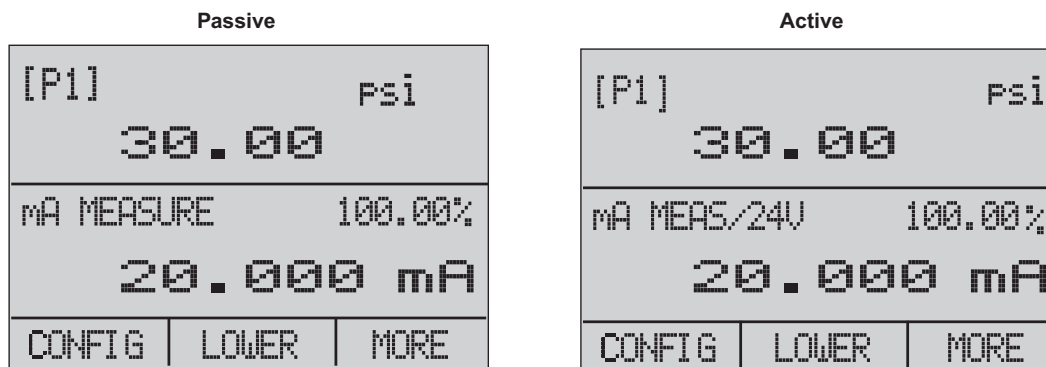 Passive
[P1] psi
30.00
mA MEASURE 100.00%
20.000 mA
CONFIG LOWER MORE
Active
[P1] psi
30.00
mA MEAS/24V 100.00%
20.000 mA
CONFIG LOWER MORE